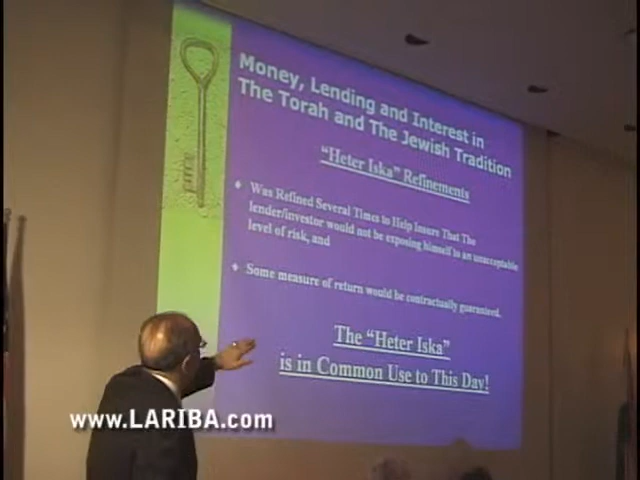 Money, Lending and Interest in
The Torah and The Jewish Tradition
"Heter Iska" Refinements
Was Refined Several Times to Help Insure That The
lender/investor would not be exposing himself to an unacceptable
level of risk, and
Some measure of return would be contractually guaranteed.
The "Heter Iska"
is in Common Use to This Day!
www.LARIBA.com